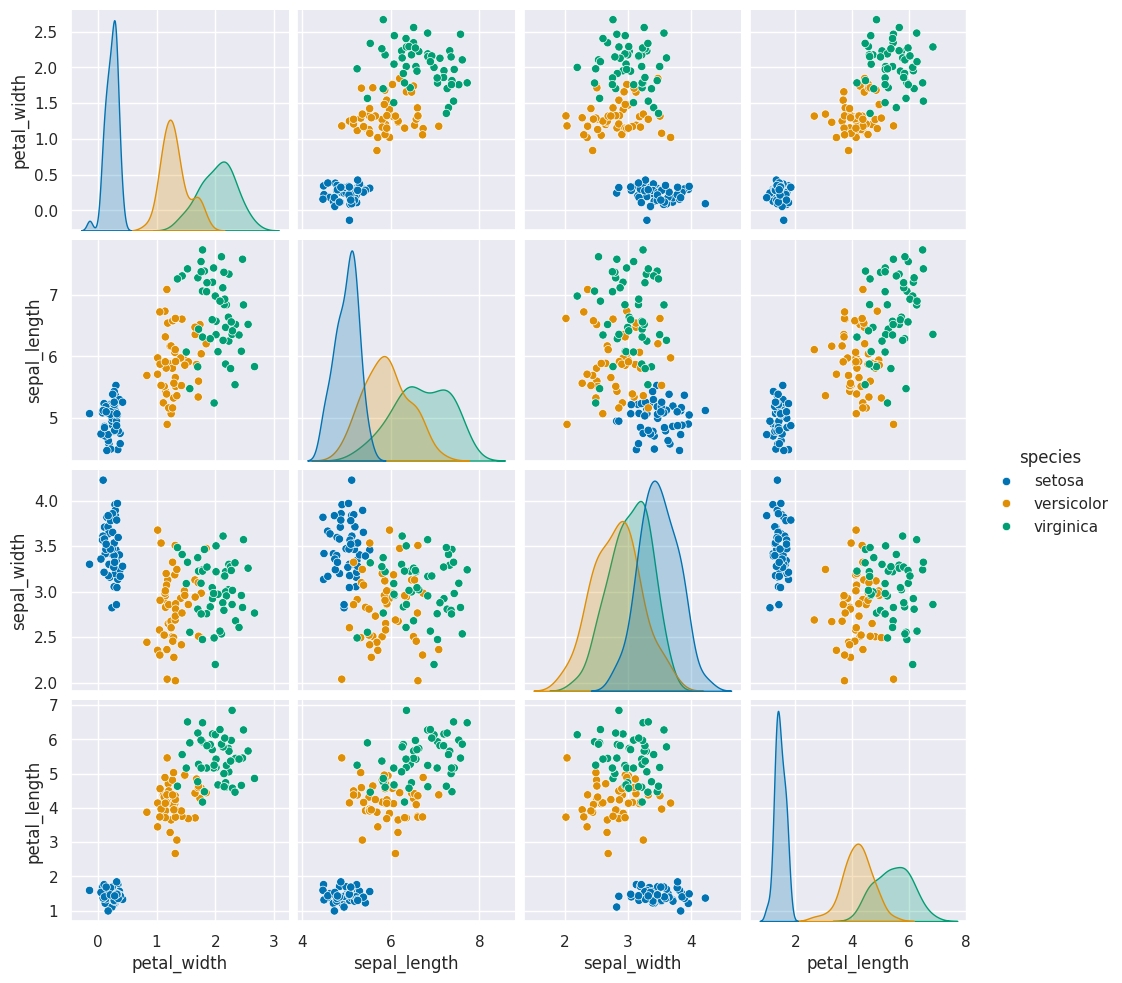 petal_width
2.5
2.0
1.5
1.0
0.5
0.0
sepal_length
7
6
5
sepal_width
4.0
3.5
3.0
2.5
2.0
petal_length
7
6
5
4
3
2
1
0 1 2 3
petal_width
4 6 8
sepal_length
2 3 4
sepal_width
2 4 6 8
petal_length
species
setosa
versicolor
virginica